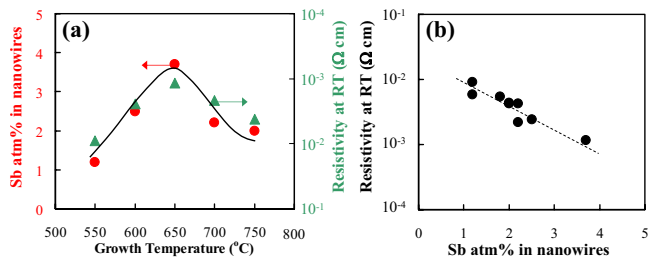 (a)
5
4
3
2
1
0
Sb atm% in nanowires
10⁻⁴
10⁻³
10⁻²
10⁻¹
Resistivity at RT (Ω cm)
500 550 600 650 700 750 800
Growth Temperature (°C)
(b)
10⁻¹
10⁻²
10⁻³
10⁻⁴
Resistivity at RT (Ω cm)
0 1 2 3 4 5
Sb atm% in nanowires